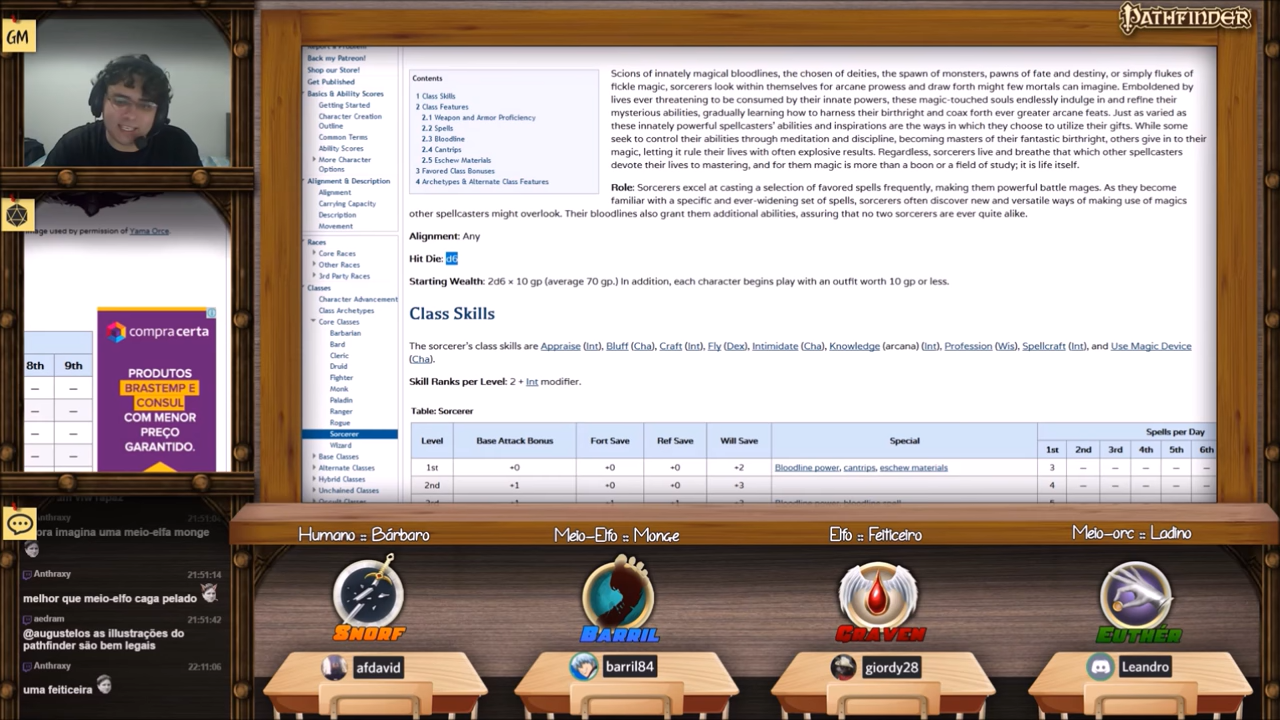 GM
PATHFINDER
Back my Patreon!
Shop our Store!
Get Published
Basics & Ability Scores
Getting Started
Character Creation
Outline
Common Terms
Ability Scores
More Character
Options
Alignment & Description
Alignment
Carrying Capacity
Description
Movement
Races
Core Races
Other Races
3rd Party Races
Classes
Character Advancement
Class Archetypes
Core Classes
Barbarian
Bard
Cleric
Druid
Fighter
Monk
Paladin
Ranger
Rogue
Sorcerer
Wizard
Base Classes
Alternate Classes
Hybrid Classes
Unchained Classes
Contents
1 Class Skills
2 Class Features
2.1 Weapon and Armor Proficiency
2.2 Spells
2.3 Bloodline
2.4 Cantrips
2.5 Eschew Materials
3 Favored Class Bonuses
4 Archetypes & Alternate Class Features
Scions of innately magical bloodlines, the chosen of deities, the spawn of monsters, pawns of fate and destiny, or simply flukes of
fickle magic, sorcerers look within themselves for arcane prowess and draw forth might few mortals can imagine. Emboldened by
lives ever threatening to be consumed by their innate powers, these magic-touched souls endlessly indulge in and refine their
mysterious abilities, gradually learning how to harness their birthright and coax forth ever greater arcane feats. Just as varied as
these innately powerful spellcasters' abilities and inspirations are the ways in which they choose to utilize their gifts. While some
seek to control their abilities through meditation and discipline, becoming masters of their fantastic birthright, others give in to their
magic, letting it rule their lives with often explosive results. Regardless, sorcerers live and breathe that which other spellcasters
devote their lives to mastering, and for them magic is more than a boon or a field of study; it is life itself.
Role: Sorcerers excel at casting a selection of favored spells frequently, making them powerful battle mages. As they become
familiar with a specific and ever-widening set of spells, sorcerers often discover new and versatile ways of making use of magics
other spellcasters might overlook. Their bloodlines also grant them additional abilities, assuring that no two sorcerers are ever quite alike.
Alignment: Any
Hit Die: d6
Starting Wealth: 2d6 × 10 gp (average 70 gp.) In addition, each character begins play with an outfit worth 10 gp or less.
Class Skills
The sorcerer's class skills are Appraise (Int), Bluff (Cha), Craft (Int), Fly (Dex), Intimidate (Cha), Knowledge (arcana) (Int), Profession (Wis), Spellcraft (Int), and Use Magic Device
(Cha).
Skill Ranks per Level: 2 + Int modifier.
Table: Sorcerer
Level Base Attack Bonus Fort Save Ref Save Will Save Special Spells per Day
1st 2nd 3rd 4th 5th 6th
1st +0 +0 +0 +2 Bloodline power, cantrips, eschew materials 3 – – – – –
2nd +1 +0 +0 +3 4 – – – – –
mage used by permission of Yama Orce.
8th 9th
– –
– –
– –
– –
compracerta
PRODUTOS
BRASTEMP E
CONSUL
COM MENOR
PREÇO
GARANTIDO.
Anthraxy 21:51:04
ora imagina uma meio-elfa monge
Anthraxy 21:51:14
melhor que meio-elfo caga pelado
aedram 21:51:42
@augustelos as illustrações do
pathfinder são bem legais
Anthraxy 22:11:06
uma feiticeira
Humano :: Bárbaro
Meio-Elfo :: Monge
Elfo :: Feiticeiro
Meio-orc :: Ladino
SNORF
BARRIL
CRAVEN
EUTHÉR
afdavid
barril84
giordy28
Leandro